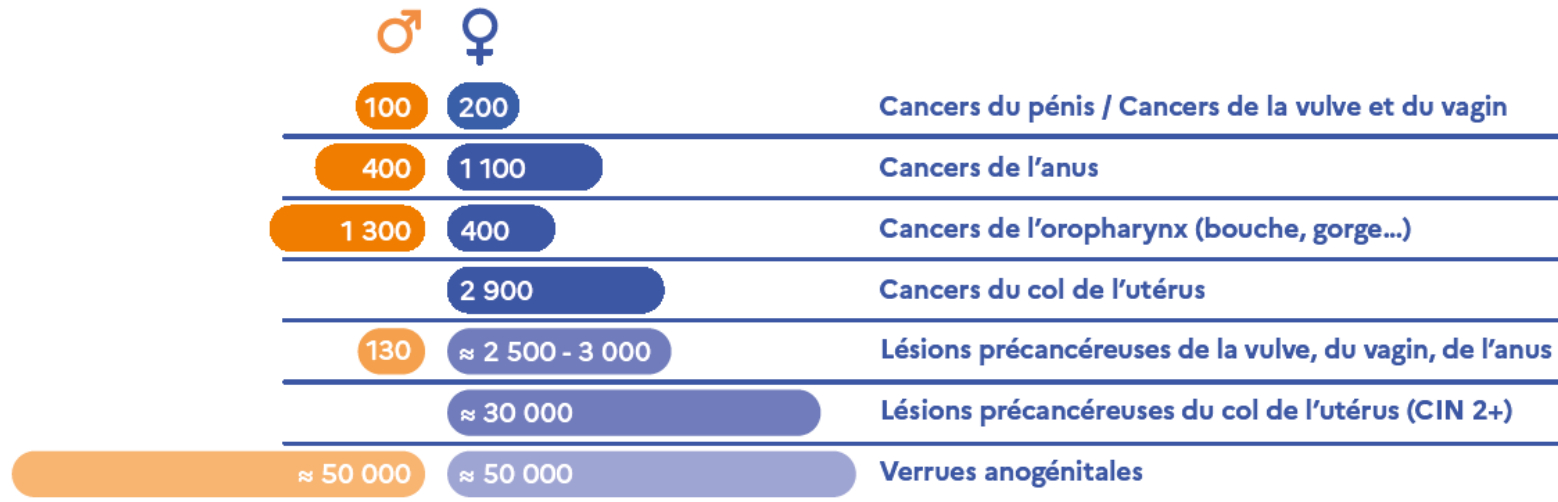 100 200 Cancers du pénis / Cancers de la vulve et du vagin
400 1 100 Cancers de l'anus
1 300 400 Cancers de l'oropharynx (bouche, gorge...)
2 900 Cancers du col de l'utérus
130 ≈ 2 500 - 3 000 Lésions précancéreuses de la vulve, du vagin, de l'anus
≈ 30 000 Lésions précancéreuses du col de l'utérus (CIN 2+)
≈ 50 000 ≈ 50 000 Verrues anogénitales